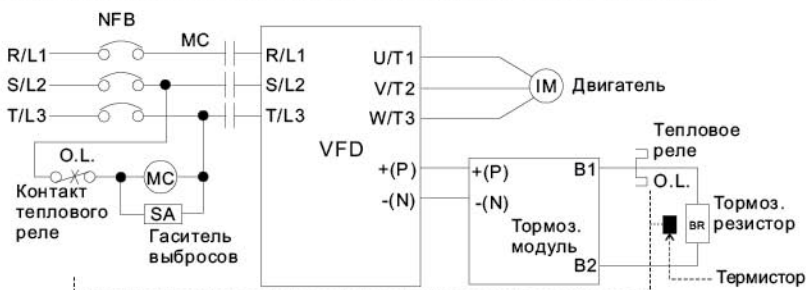 NFB
MC
R/L1
R/L1
U/T1
S/L2
S/L2
V/T2
IM
Двигатель
T/L3
T/L3
W/T3
VFD
O.L.
MC
SA
Контакт
теплового
реле
Гаситель
выбросов
+(P)
+(P)
-(N)
-(N)
B1
B2
Тормоз.
модуль
Тепловое
реле
O.L.
BR
Тормоз.
резистор
Термистор